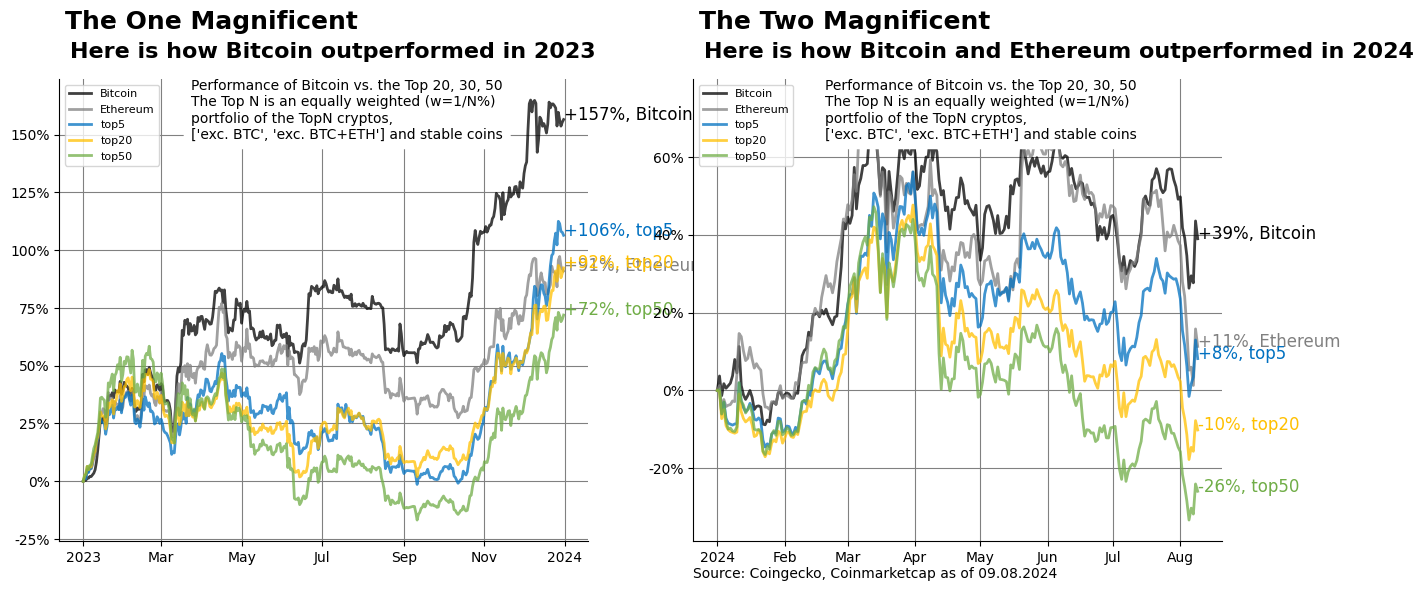 The One Magnificent
Here is how Bitcoin outperformed in 2023
Bitcoin
Ethereum
top5
top20
top50
Performance of Bitcoin vs. the Top 20, 30, 50
The Top N is an equally weighted (w=1/N%)
portfolio of the TopN cryptos,
['exc. BTC', 'exc. BTC+ETH'] and stable coins
150%
125%
100%
75%
50%
25%
0%
-25%
+157%, Bitcoin
+106%, top5
+92%, top20
+91%, Ethereum
+72%, top50
2023
Mar
May
Jul
Sep
Nov
2024
The Two Magnificent
Here is how Bitcoin and Ethereum outperformed in 2024
Bitcoin
Ethereum
top5
top20
top50
Performance of Bitcoin vs. the Top 20, 30, 50
The Top N is an equally weighted (w=1/N%)
portfolio of the TopN cryptos,
['exc. BTC', 'exc. BTC+ETH'] and stable coins
60%
40%
20%
0%
-20%
+39%, Bitcoin
+11%, Ethereum
+8%, top5
-10%, top20
-26%, top50
2024
Feb
Mar
Apr
May
Jun
Jul
Aug
Source: Coingecko, Coinmarketcap as of 09.08.2024